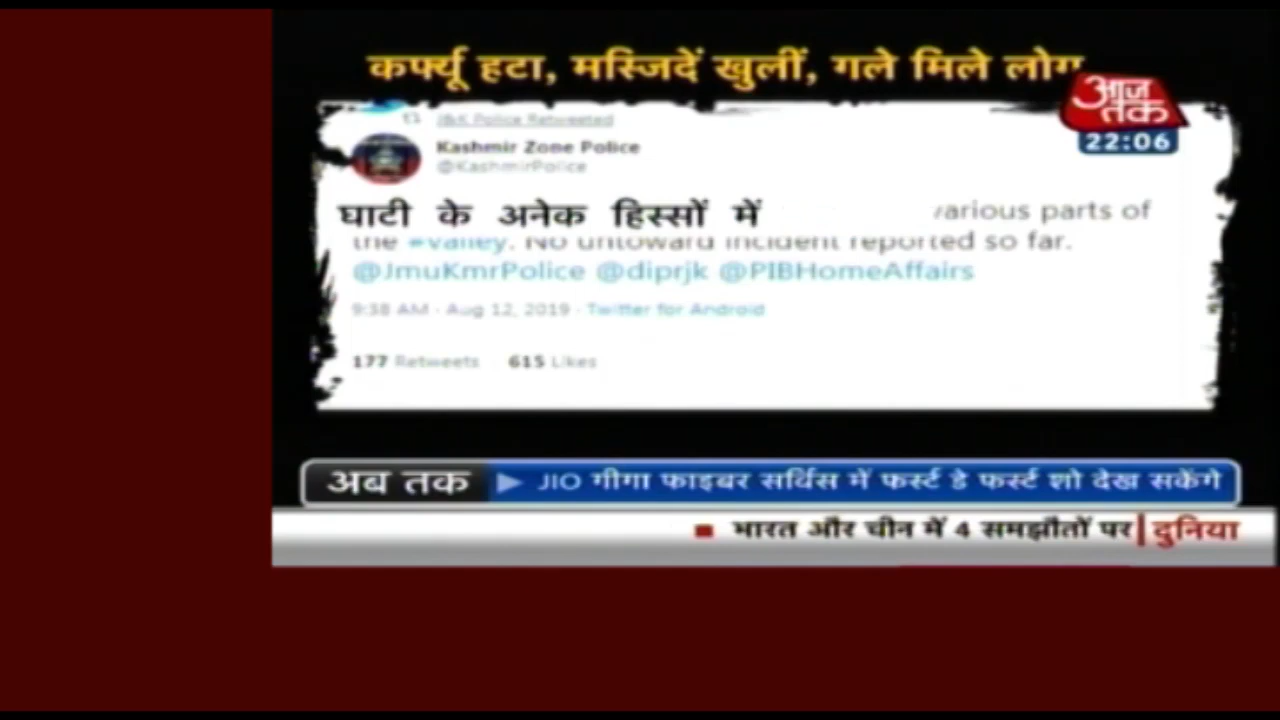 कर्फ्यू हटा, मस्जिदें खुलीं, गले मिले लोग
आज तक
22:06
J&K Police Retweeted
Kashmir Zone Police
@KashmirPolice
घाटी के अनेक हिस्सों में various parts of
the #valley. No untoward incident reported so far.
@JmuKmrPolice @diprjk @PIBHomeAffairs
9:38 AM · Aug 12, 2019 · Twitter for Android
177 Retweets 615 Likes
अब तक ▶ JIO गीगा फाइबर सर्विस में फर्स्ट डे फर्स्ट शो देख सकेंगे
■ भारत और चीन में 4 समझौतों पर | दुनिया